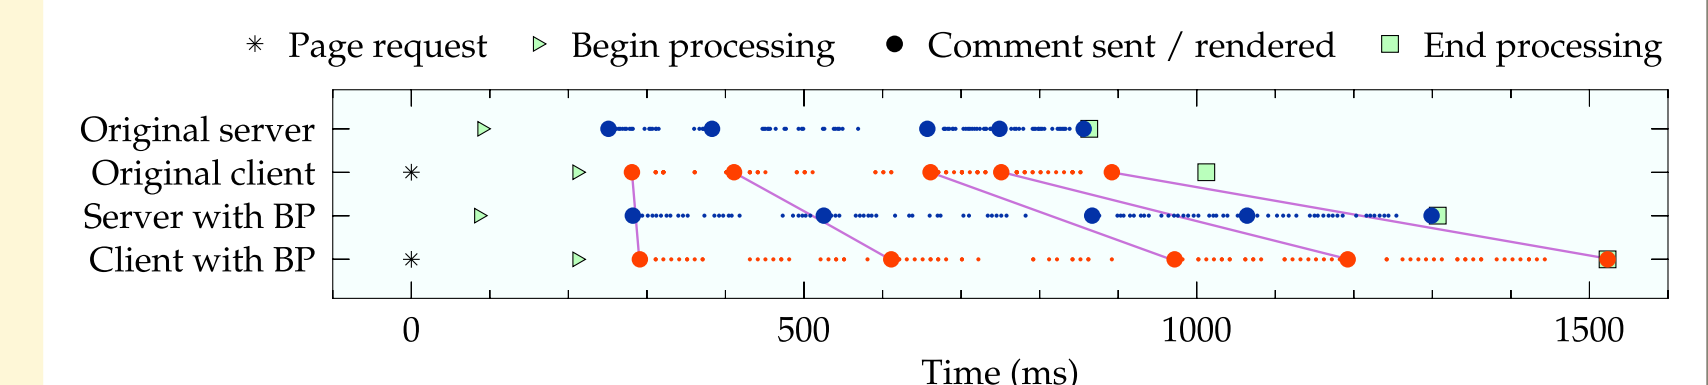 Page request Begin processing Comment sent / rendered End processing
Original server
Original client
Server with BP
Client with BP
0 500 1000 1500
Time (ms)